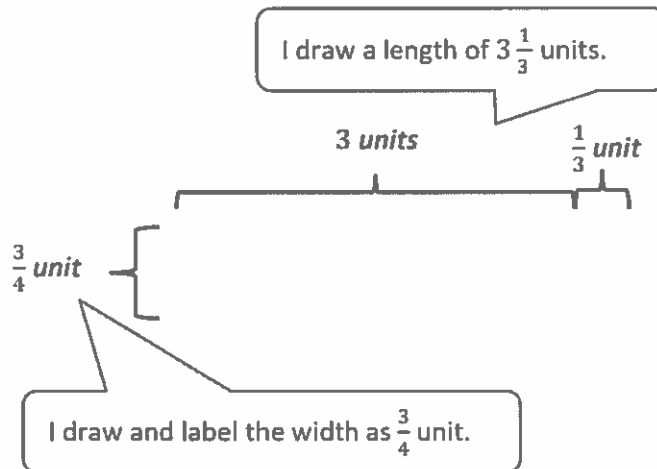 I draw a length of 3 1/3 units.
3 units
1/3 unit
3/4 unit
I draw and label the width as 3/4 unit.